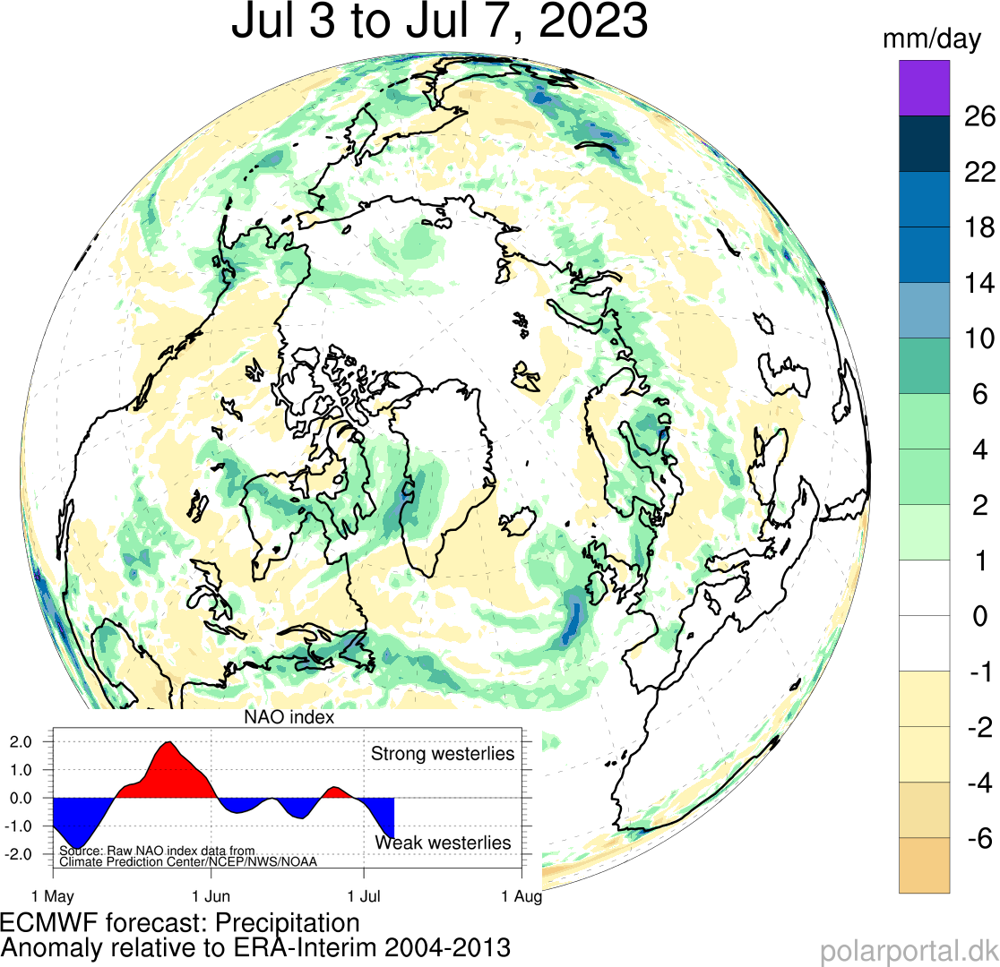 Jul 3 to Jul 7, 2023
mm/day
26
22
18
14
10
6
4
2
1
0
-1
-2
-4
-6
NAO index
2.0
1.0
0.0
-1.0
-2.0
Strong westerlies
Weak westerlies
Source: Raw NAO index data from
Climate Prediction Center/NCEP/NWS/NOAA
1 May 1 Jun 1 Jul 1 Aug
ECMWF forecast: Precipitation
Anomaly relative to ERA-Interim 2004-2013
polarportal.dk